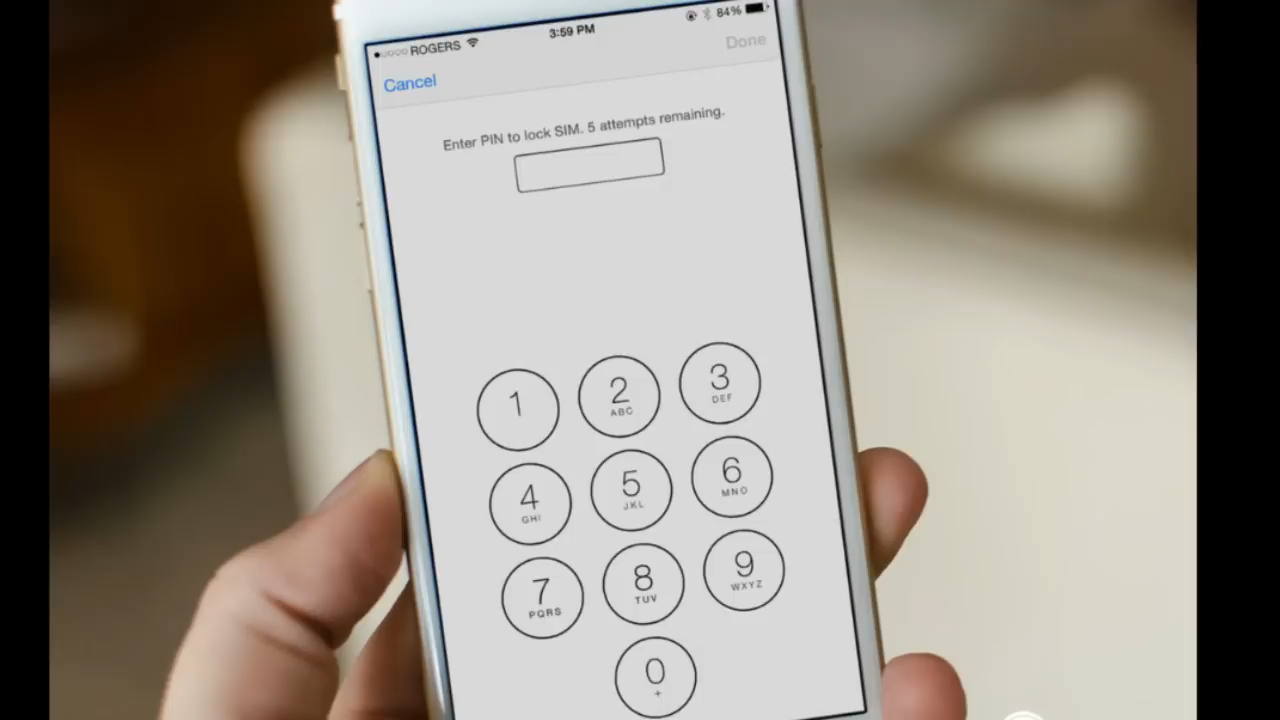 ROGERS 3:59 PM 84%
Cancel Done
Enter PIN to lock SIM. 5 attempts remaining.
1 2 3
ABC DEF
4 5 6
GHI JKL MNO
7 8 9
PQRS TUV WXYZ
0
+